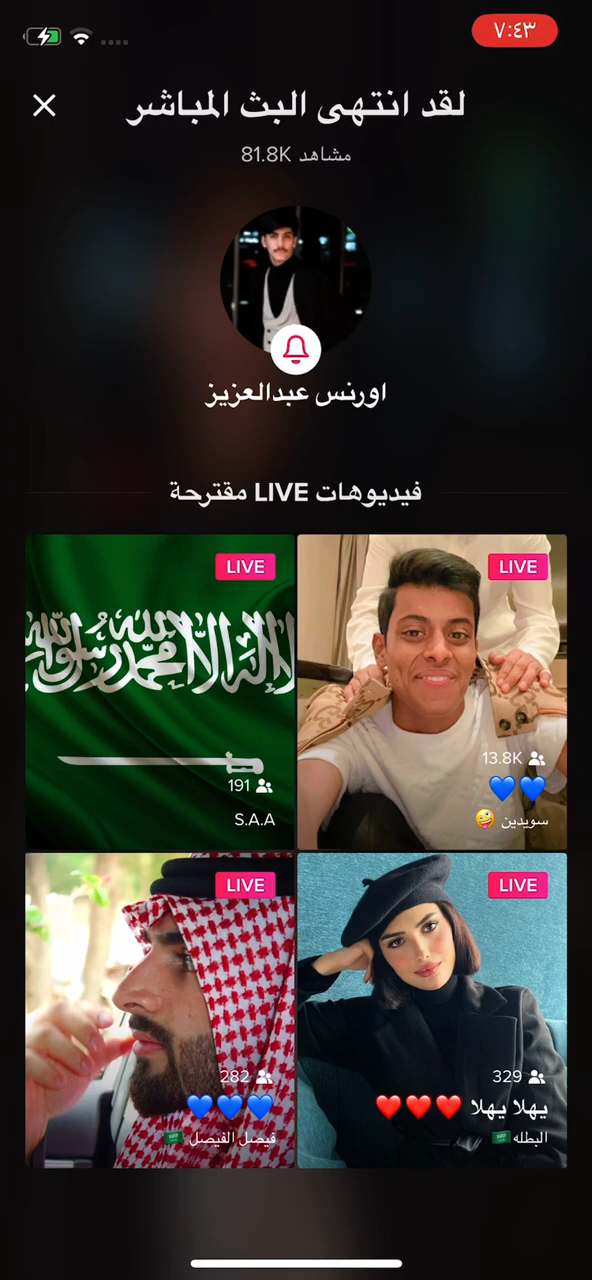 ٧:٤٣
لقد انتهى البث المباشر
81.8K مشاهد
اورنس عبدالعزيز
فيديوهات LIVE مقترحة
LIVE
13.8K
💙💙
سويدين 🤪
LIVE
لا إله إلا الله محمد رسول الله
191
S.A.A
LIVE
329
يهلا يهلا ❤️❤️❤️
البطله 🇸🇦
LIVE
282
💙💙💙
فيصل الفيصل 🇸🇦